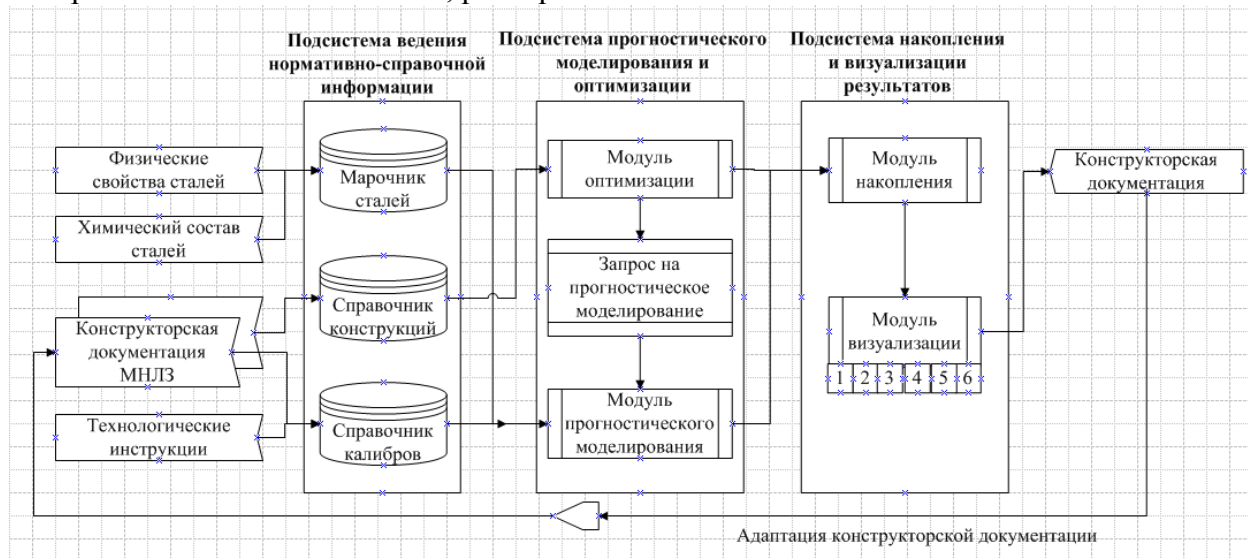 Подсистема ведения
нормативно-справочной
информации
Подсистема прогностического
моделирования и
оптимизации
Подсистема накопления
и визуализации
результатов
Физические
свойства сталей
Химический состав
сталей
Конструкторская
документация
МНЛЗ
Технологические
инструкции
Марочник
сталей
Справочник
конструкций
Справочник
калибров
Модуль
оптимизации
Запрос на
прогностическое
моделирование
Модуль
прогностического
моделирования
Модуль
накопления
Модуль
визуализации
1 2 3 4 5 6
Конструкторская
документация
Адаптация конструкторской документации